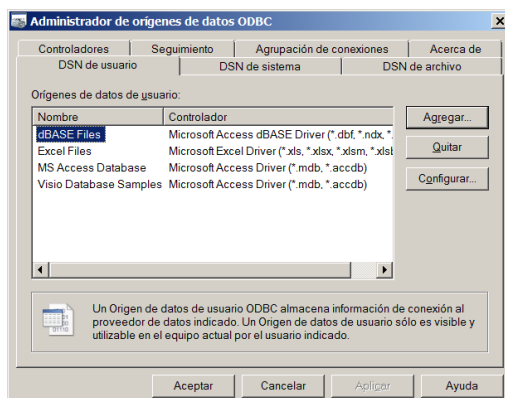 Administrador de orígenes de datos ODBC
Controladores Seguimiento Agrupación de conexiones Acerca de
DSN de usuario DSN de sistema DSN de archivo
Orígenes de datos de usuario:
Nombre Controlador
dBASE Files Microsoft Access dBASE Driver (*.dbf, *.ndx, *.
Excel Files Microsoft Excel Driver (*.xls, *.xlsx, *.xlsm, *.xlsb
MS Access Database Microsoft Access Driver (*.mdb, *.accdb)
Visio Database Samples Microsoft Access Driver (*.mdb, *.accdb)
Agregar...
Quitar
Configurar...
Un Origen de datos de usuario ODBC almacena información de conexión al
proveedor de datos indicado. Un Origen de datos de usuario sólo es visible y
utilizable en el equipo actual por el usuario indicado.
Aceptar Cancelar Aplicar Ayuda